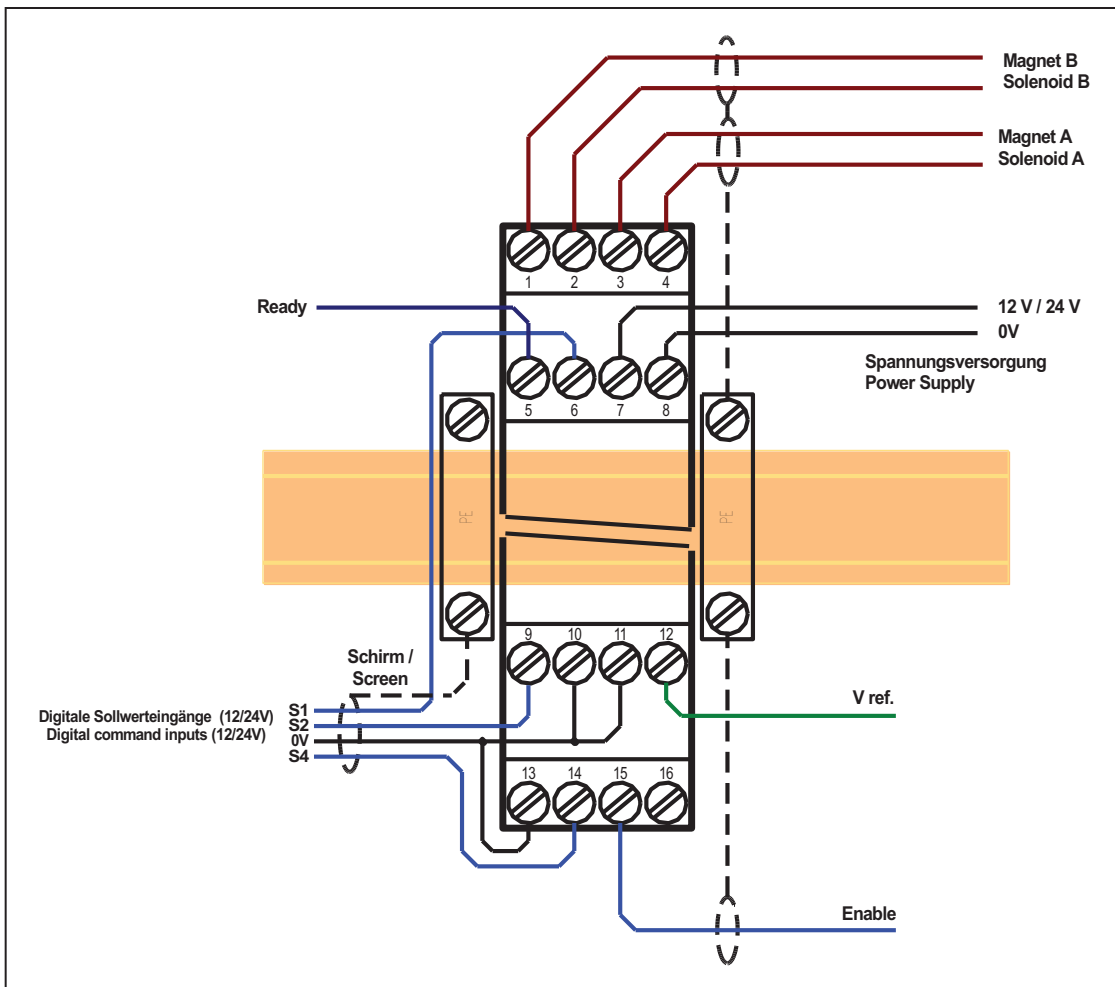 Magnet B
Solenoid B
Magnet A
Solenoid A
1 2 3 4
Ready
12 V / 24 V
0V
Spannungsversorgung
Power Supply
5 6 7 8
PE PE
9 10 11 12
Schirm /
Screen
V ref.
S1
Digitale Sollwerteingänge (12/24V)
S2
Digital command inputs (12/24V)
0V
S4
13 14 15 16
Enable